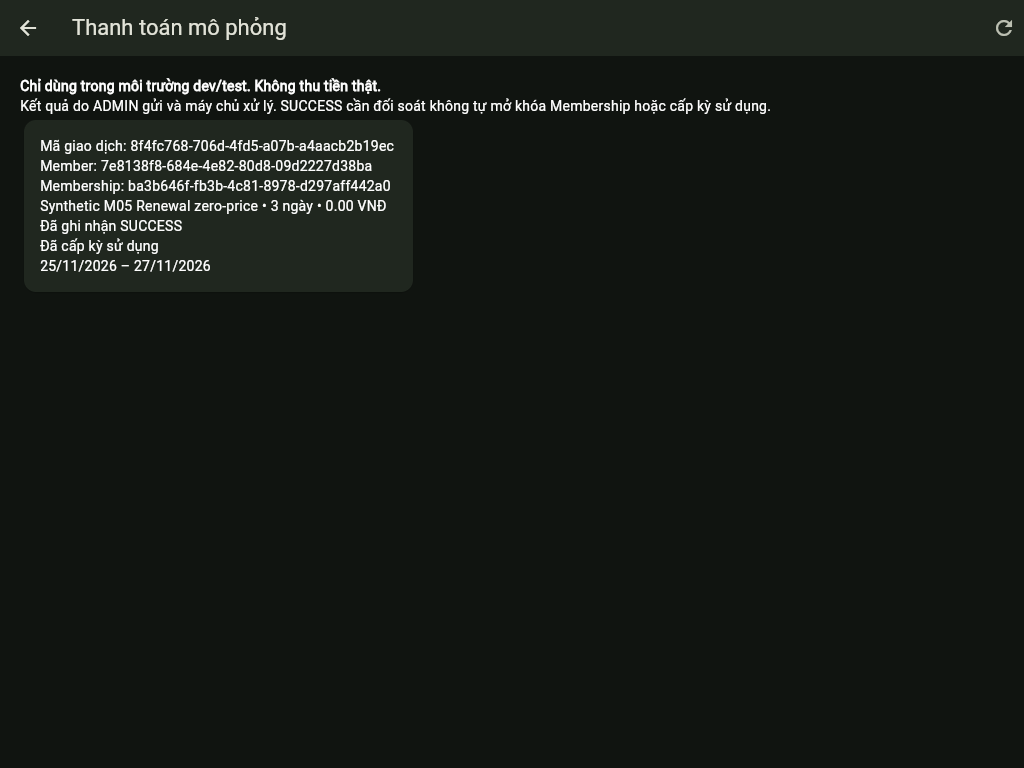 Thanh toán mô phỏng
Chỉ dùng trong môi trường dev/test. Không thu tiền thật.
Kết quả do ADMIN gửi và máy chủ xử lý. SUCCESS cần đối soát không tự mở khóa Membership hoặc cấp kỳ sử dụng.
Mã giao dịch: 8f4fc768-706d-4fd5-a07b-a4aacb2b19ec
Member: 7e8138f8-684e-4e82-80d8-09d2227d38ba
Membership: ba3b646f-fb3b-4c81-8978-d297aff442a0
Synthetic M05 Renewal zero-price • 3 ngày • 0.00 VNĐ
Đã ghi nhận SUCCESS
Đã cấp kỳ sử dụng
25/11/2026 – 27/11/2026